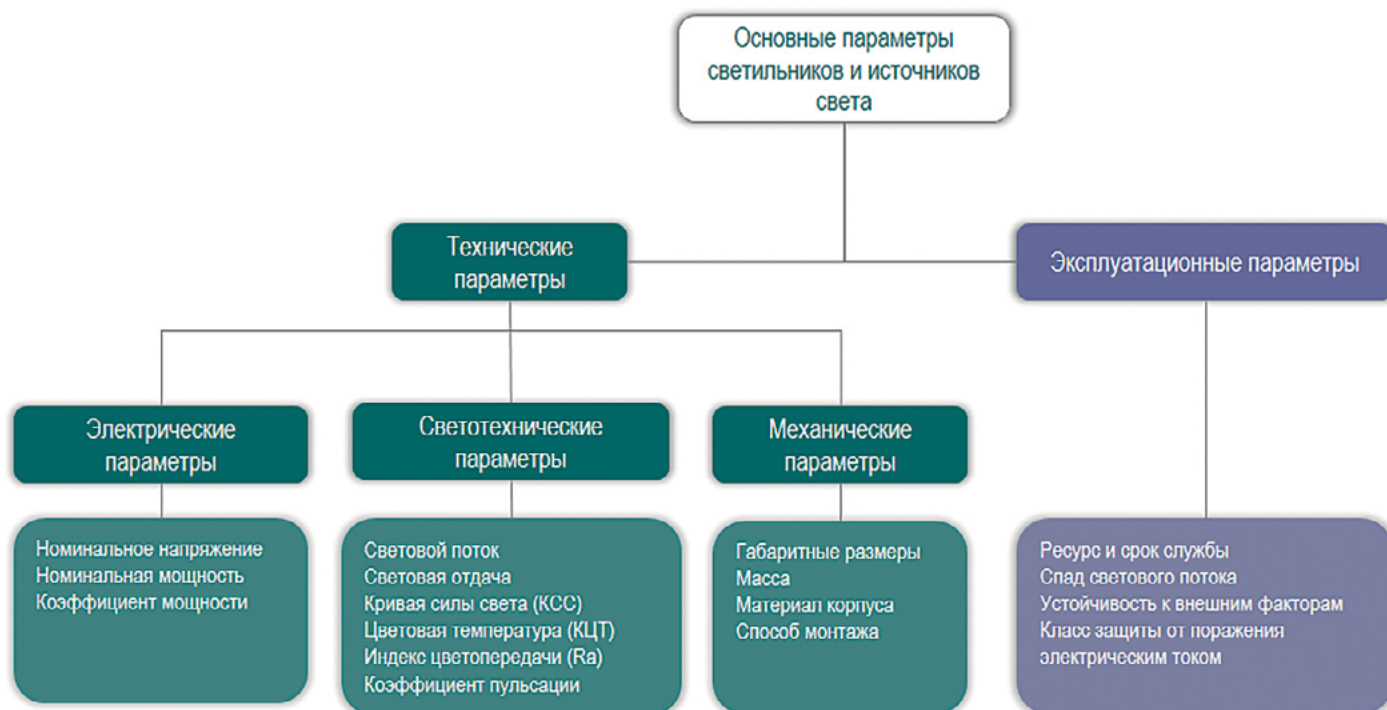 Основные параметры
светильников и источников
света
Технические
параметры
Эксплуатационные параметры
Электрические
параметры
Светотехнические
параметры
Механические
параметры
Номинальное напряжение
Номинальная мощность
Коэффициент мощности
Световой поток
Световая отдача
Кривая силы света (КСС)
Цветовая температура (КЦТ)
Индекс цветопередачи (Ra)
Коэффициент пульсации
Габаритные размеры
Масса
Материал корпуса
Способ монтажа
Ресурс и срок службы
Спад светового потока
Устойчивость к внешним факторам
Класс защиты от поражения
электрическим током